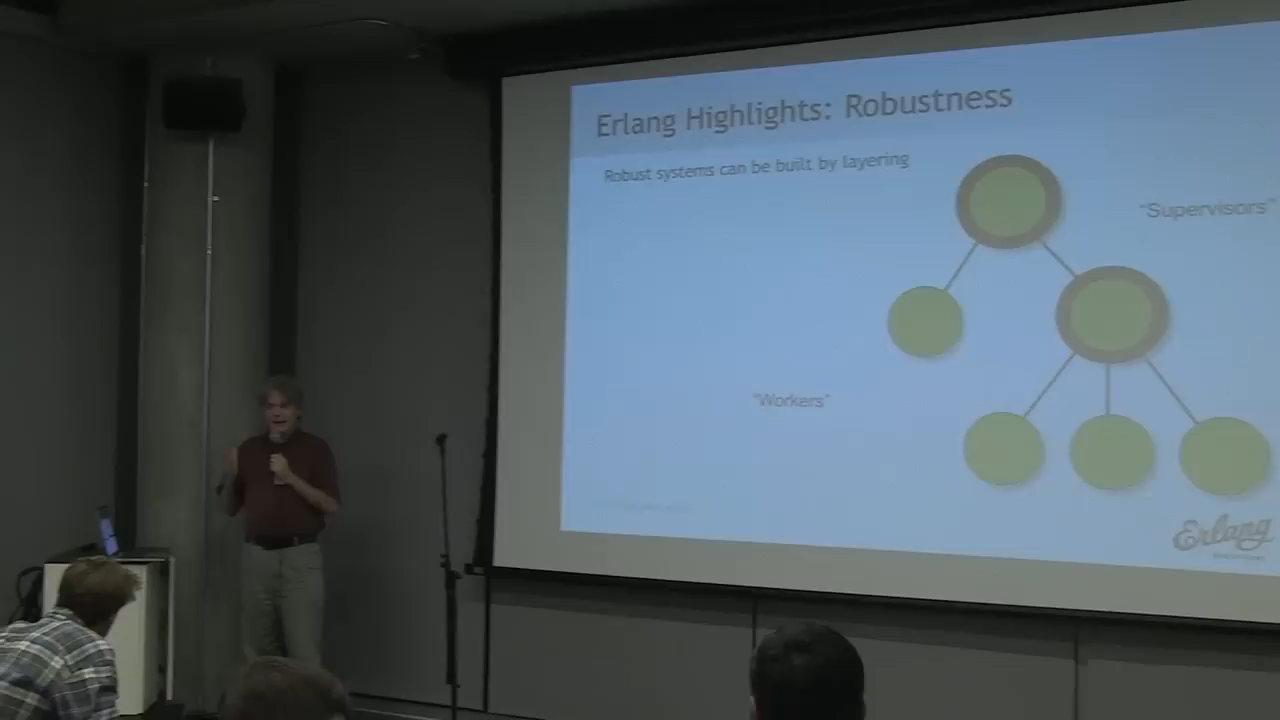 Erlang Highlights: Robustness
Robust systems can be built by layering
"Supervisors"
"Workers"
Erlang